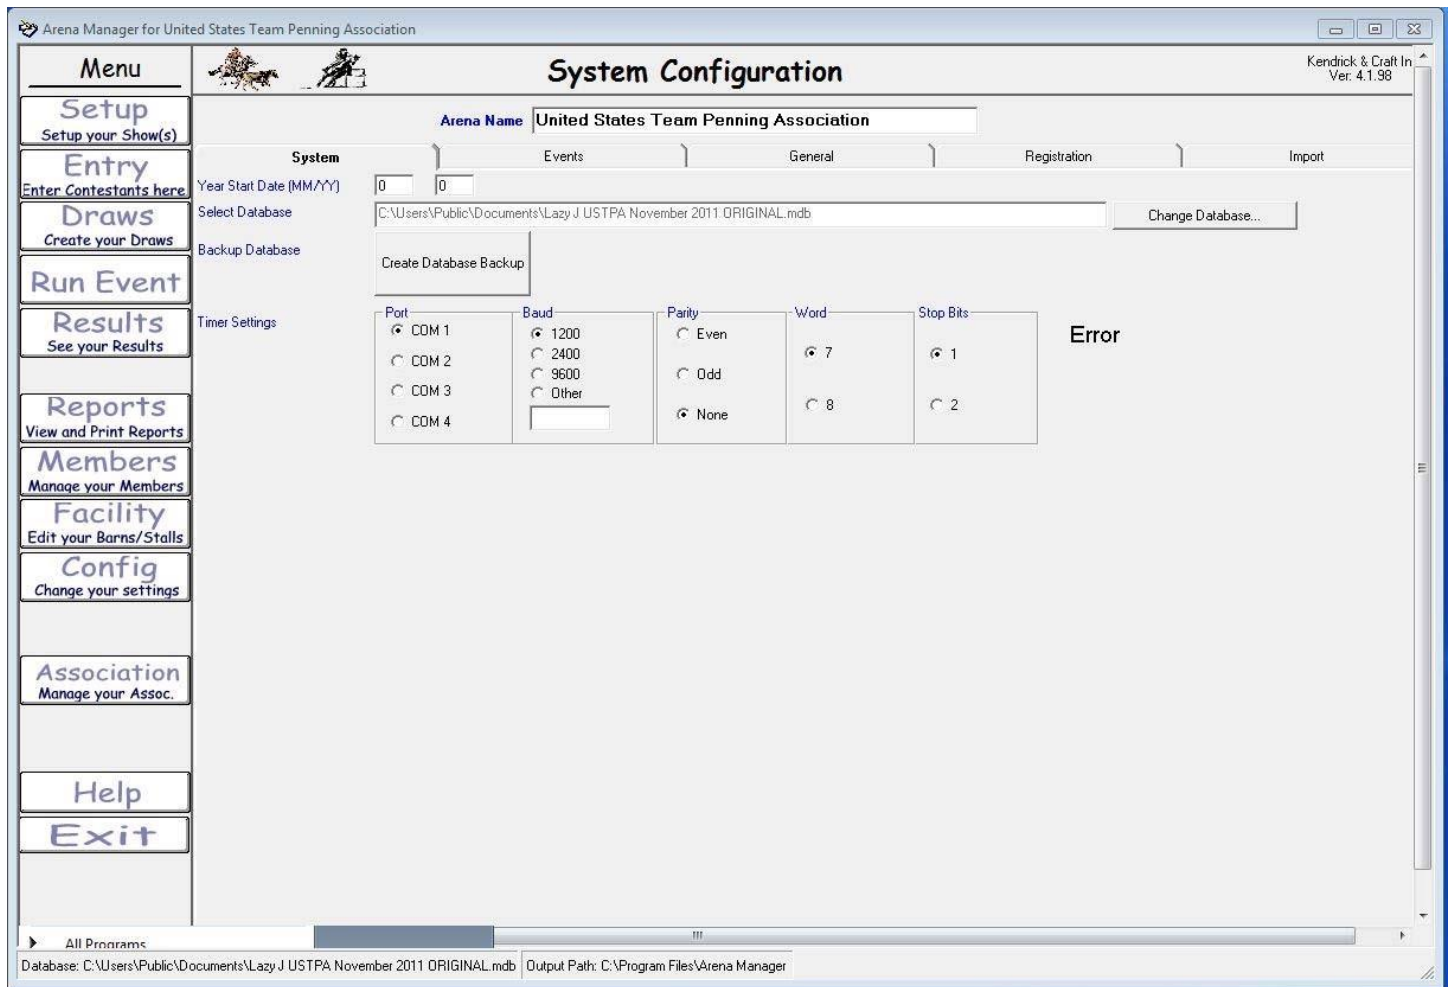 Arena Manager for United States Team Penning Association
Menu
System Configuration
Kendrick & Craft In
Ver: 4.1.98
Setup
Setup your Show(s)
Arena Name United States Team Penning Association
Entry
Enter Contestants here
System Events General Registration Import
Year Start Date (MM/YY) 0 0
Draws
Create your Draws
Select Database C:\Users\Public\Documents\Lazy J USTPA November 2011 ORIGINAL.mdb Change Database...
Backup Database Create Database Backup
Run Event
Results
See your Results
Timer Settings
Port
COM 1
COM 2
COM 3
COM 4
Baud
1200
2400
9600
Other
Parity
Even
Odd
None
Word
7
8
Stop Bits
1
2
Error
Reports
View and Print Reports
Members
Manage your Members
Facility
Edit your Barns/Stalls
Config
Change your settings
Association
Manage your Assoc.
Help
Exit
All Programs
Database: C:\Users\Public\Documents\Lazy J USTPA November 2011 ORIGINAL.mdb Output Path: C:\Program Files\Arena Manager